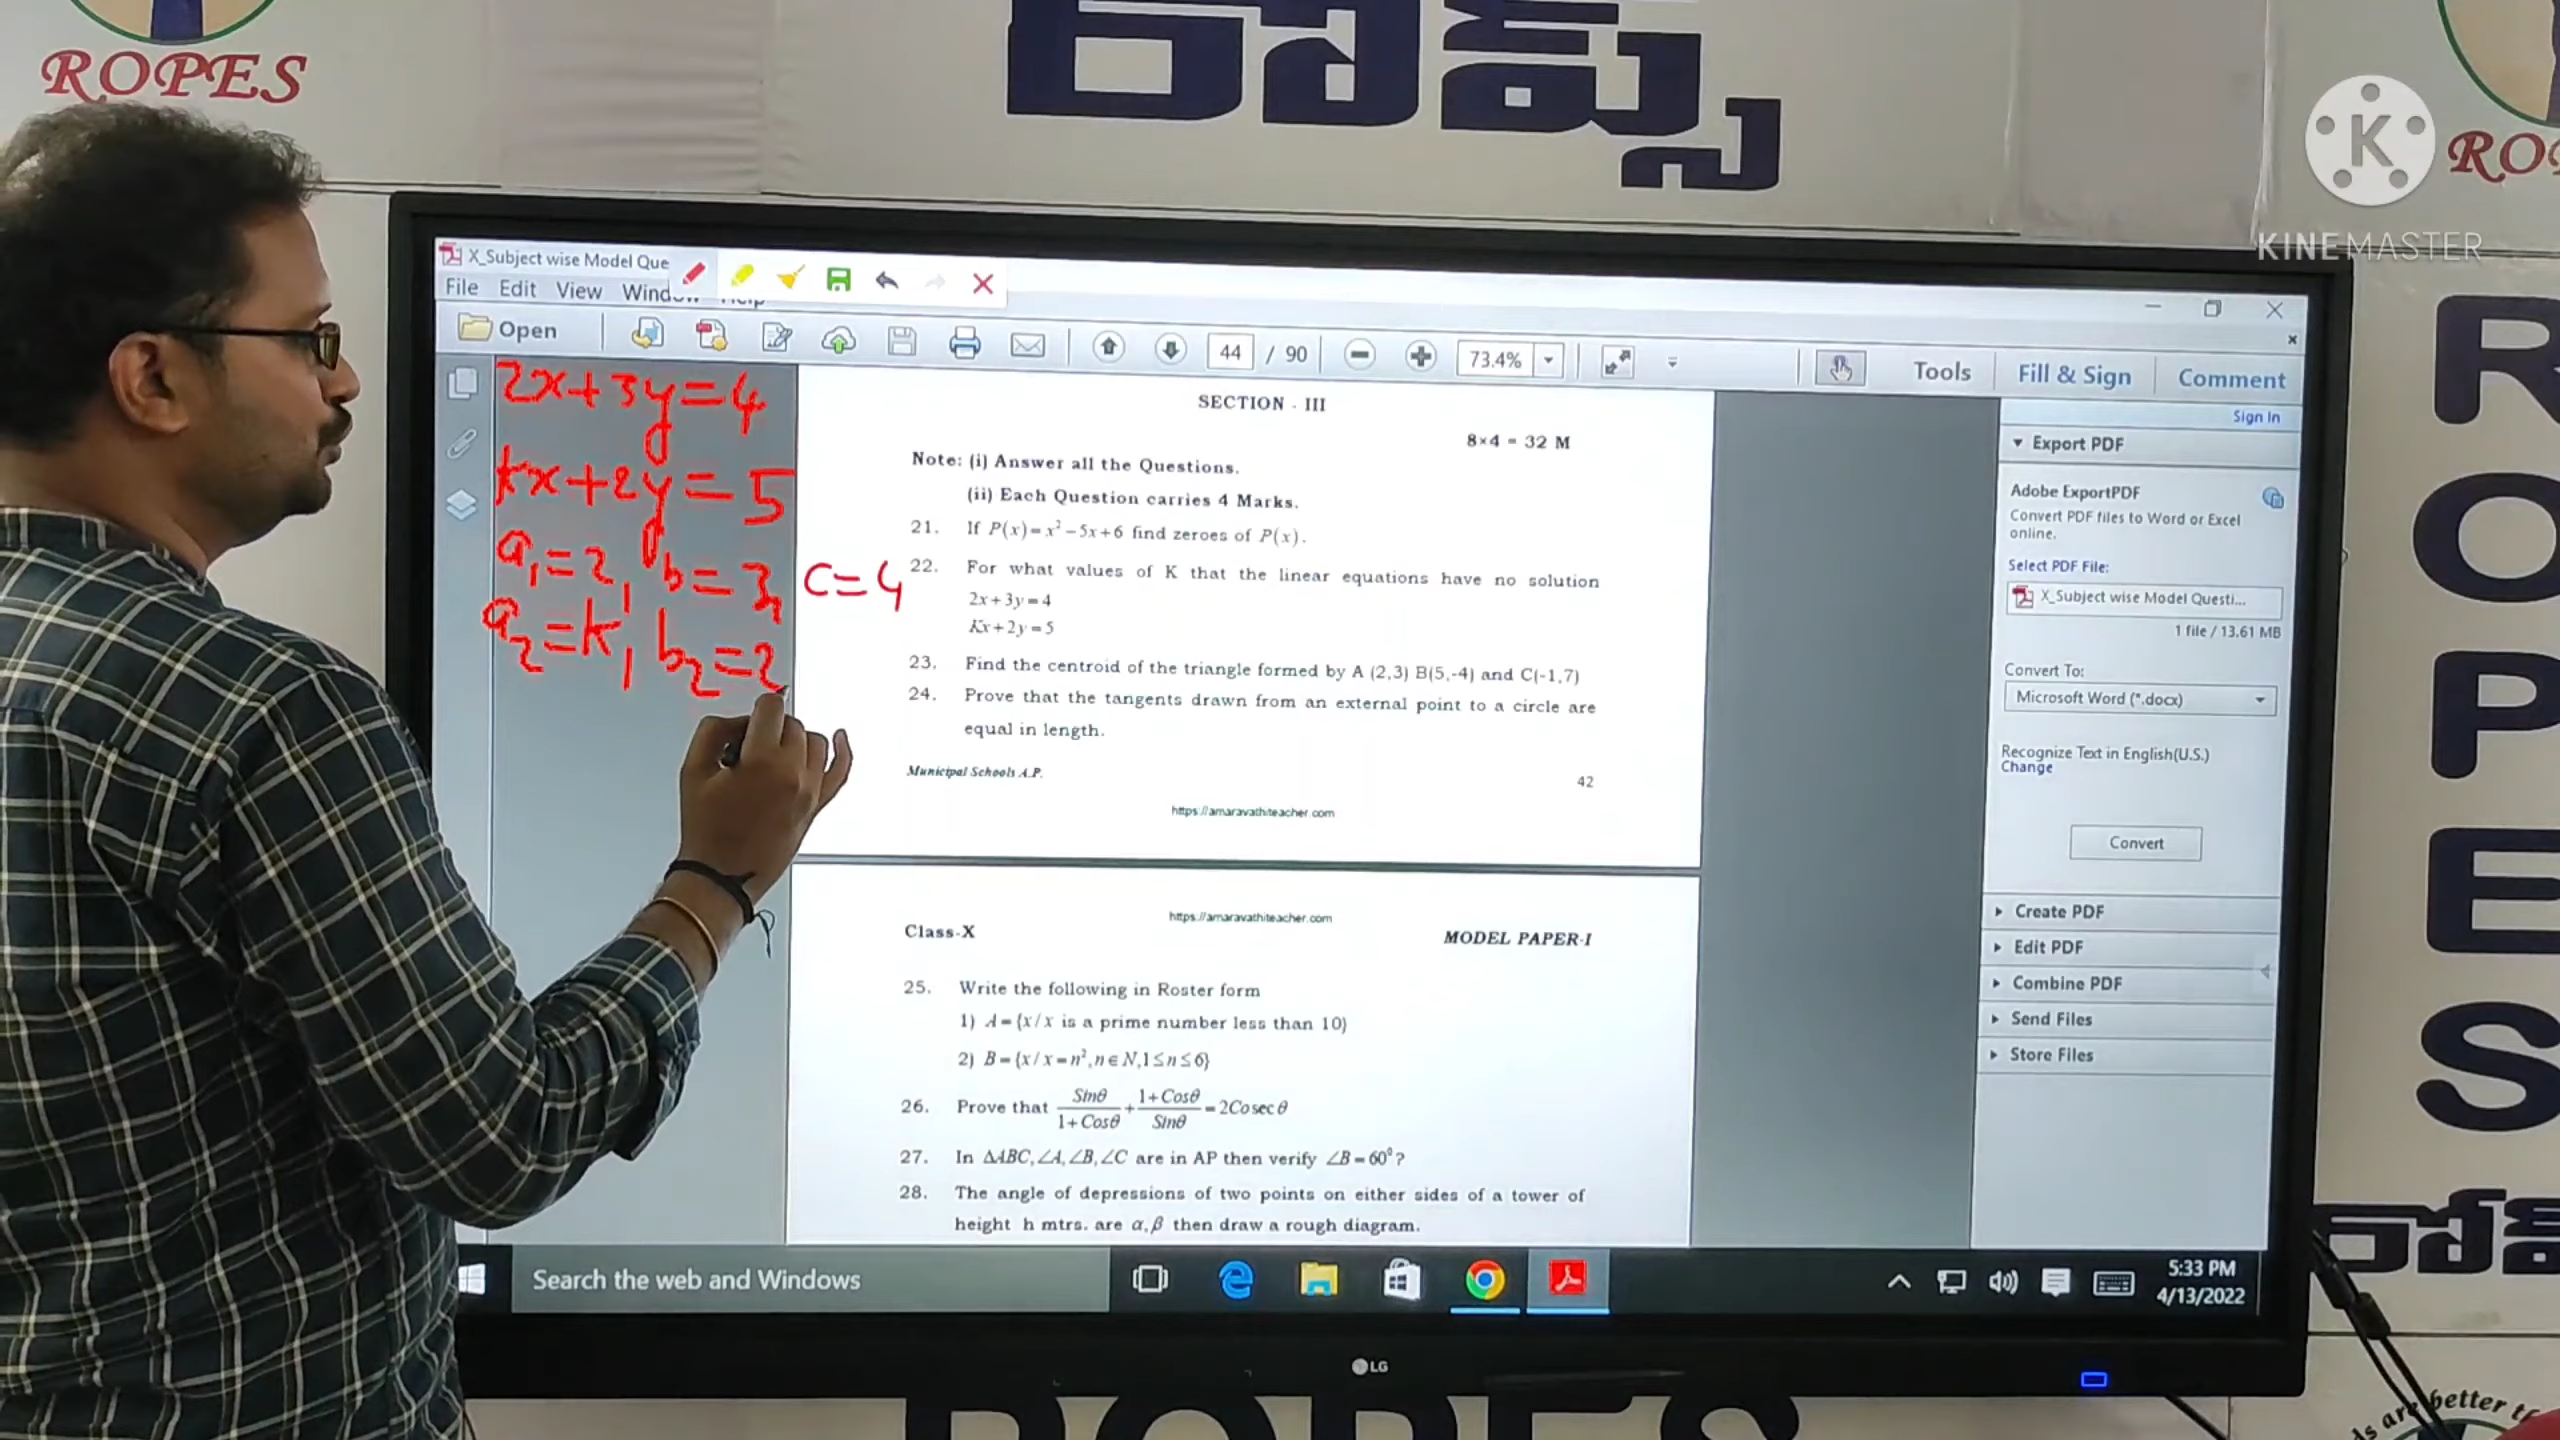 ROPES
రోప్స్
K
KINEMASTER
X_Subject wise Model Que
File Edit View
Open
44 / 90
73.4%
Tools Fill & Sign Comment
Sign In
2x+3y=4
kx+2y=5
a1=2, b=3, c=4
a2=k, b2=2
SECTION - III
8×4 = 32 M
Note: (i) Answer all the Questions.
(ii) Each Question carries 4 Marks.
21. If P(x)=x²−5x+6 find zeroes of P(x).
22. For what values of K that the linear equations have no solution
2x+3y=4
Kx+2y=5
23. Find the centroid of the triangle formed by A (2,3) B(5,-4) and C(-1,7)
24. Prove that the tangents drawn from an external point to a circle are
equal in length.
Municipal Schools A.P.
42
https://amaravathiteacher.com
https://amaravathiteacher.com
Class-X
MODEL PAPER-I
25. Write the following in Roster form
1) A={x/x is a prime number less than 10}
2) B={x/x=n²,n∈N,1≤n≤6}
26. Prove that Sinθ/1+Cosθ + 1+Cosθ/Sinθ = 2Cosecθ
27. In ΔABC,∠A,∠B,∠C are in AP then verify ∠B=60⁰?
28. The angle of depressions of two points on either sides of a tower of
height h mtrs. are α,β then draw a rough diagram.
Export PDF
Adobe ExportPDF
Convert PDF files to Word or Excel
online.
Select PDF File:
X_Subject wise Model Questi...
1 file / 13.61 MB
Convert To:
Microsoft Word (*.docx)
Recognize Text in English(U.S.)
Change
Convert
Create PDF
Edit PDF
Combine PDF
Send Files
Store Files
Search the web and Windows
5:33 PM
4/13/2022
LG
ROPES
ROPES
better